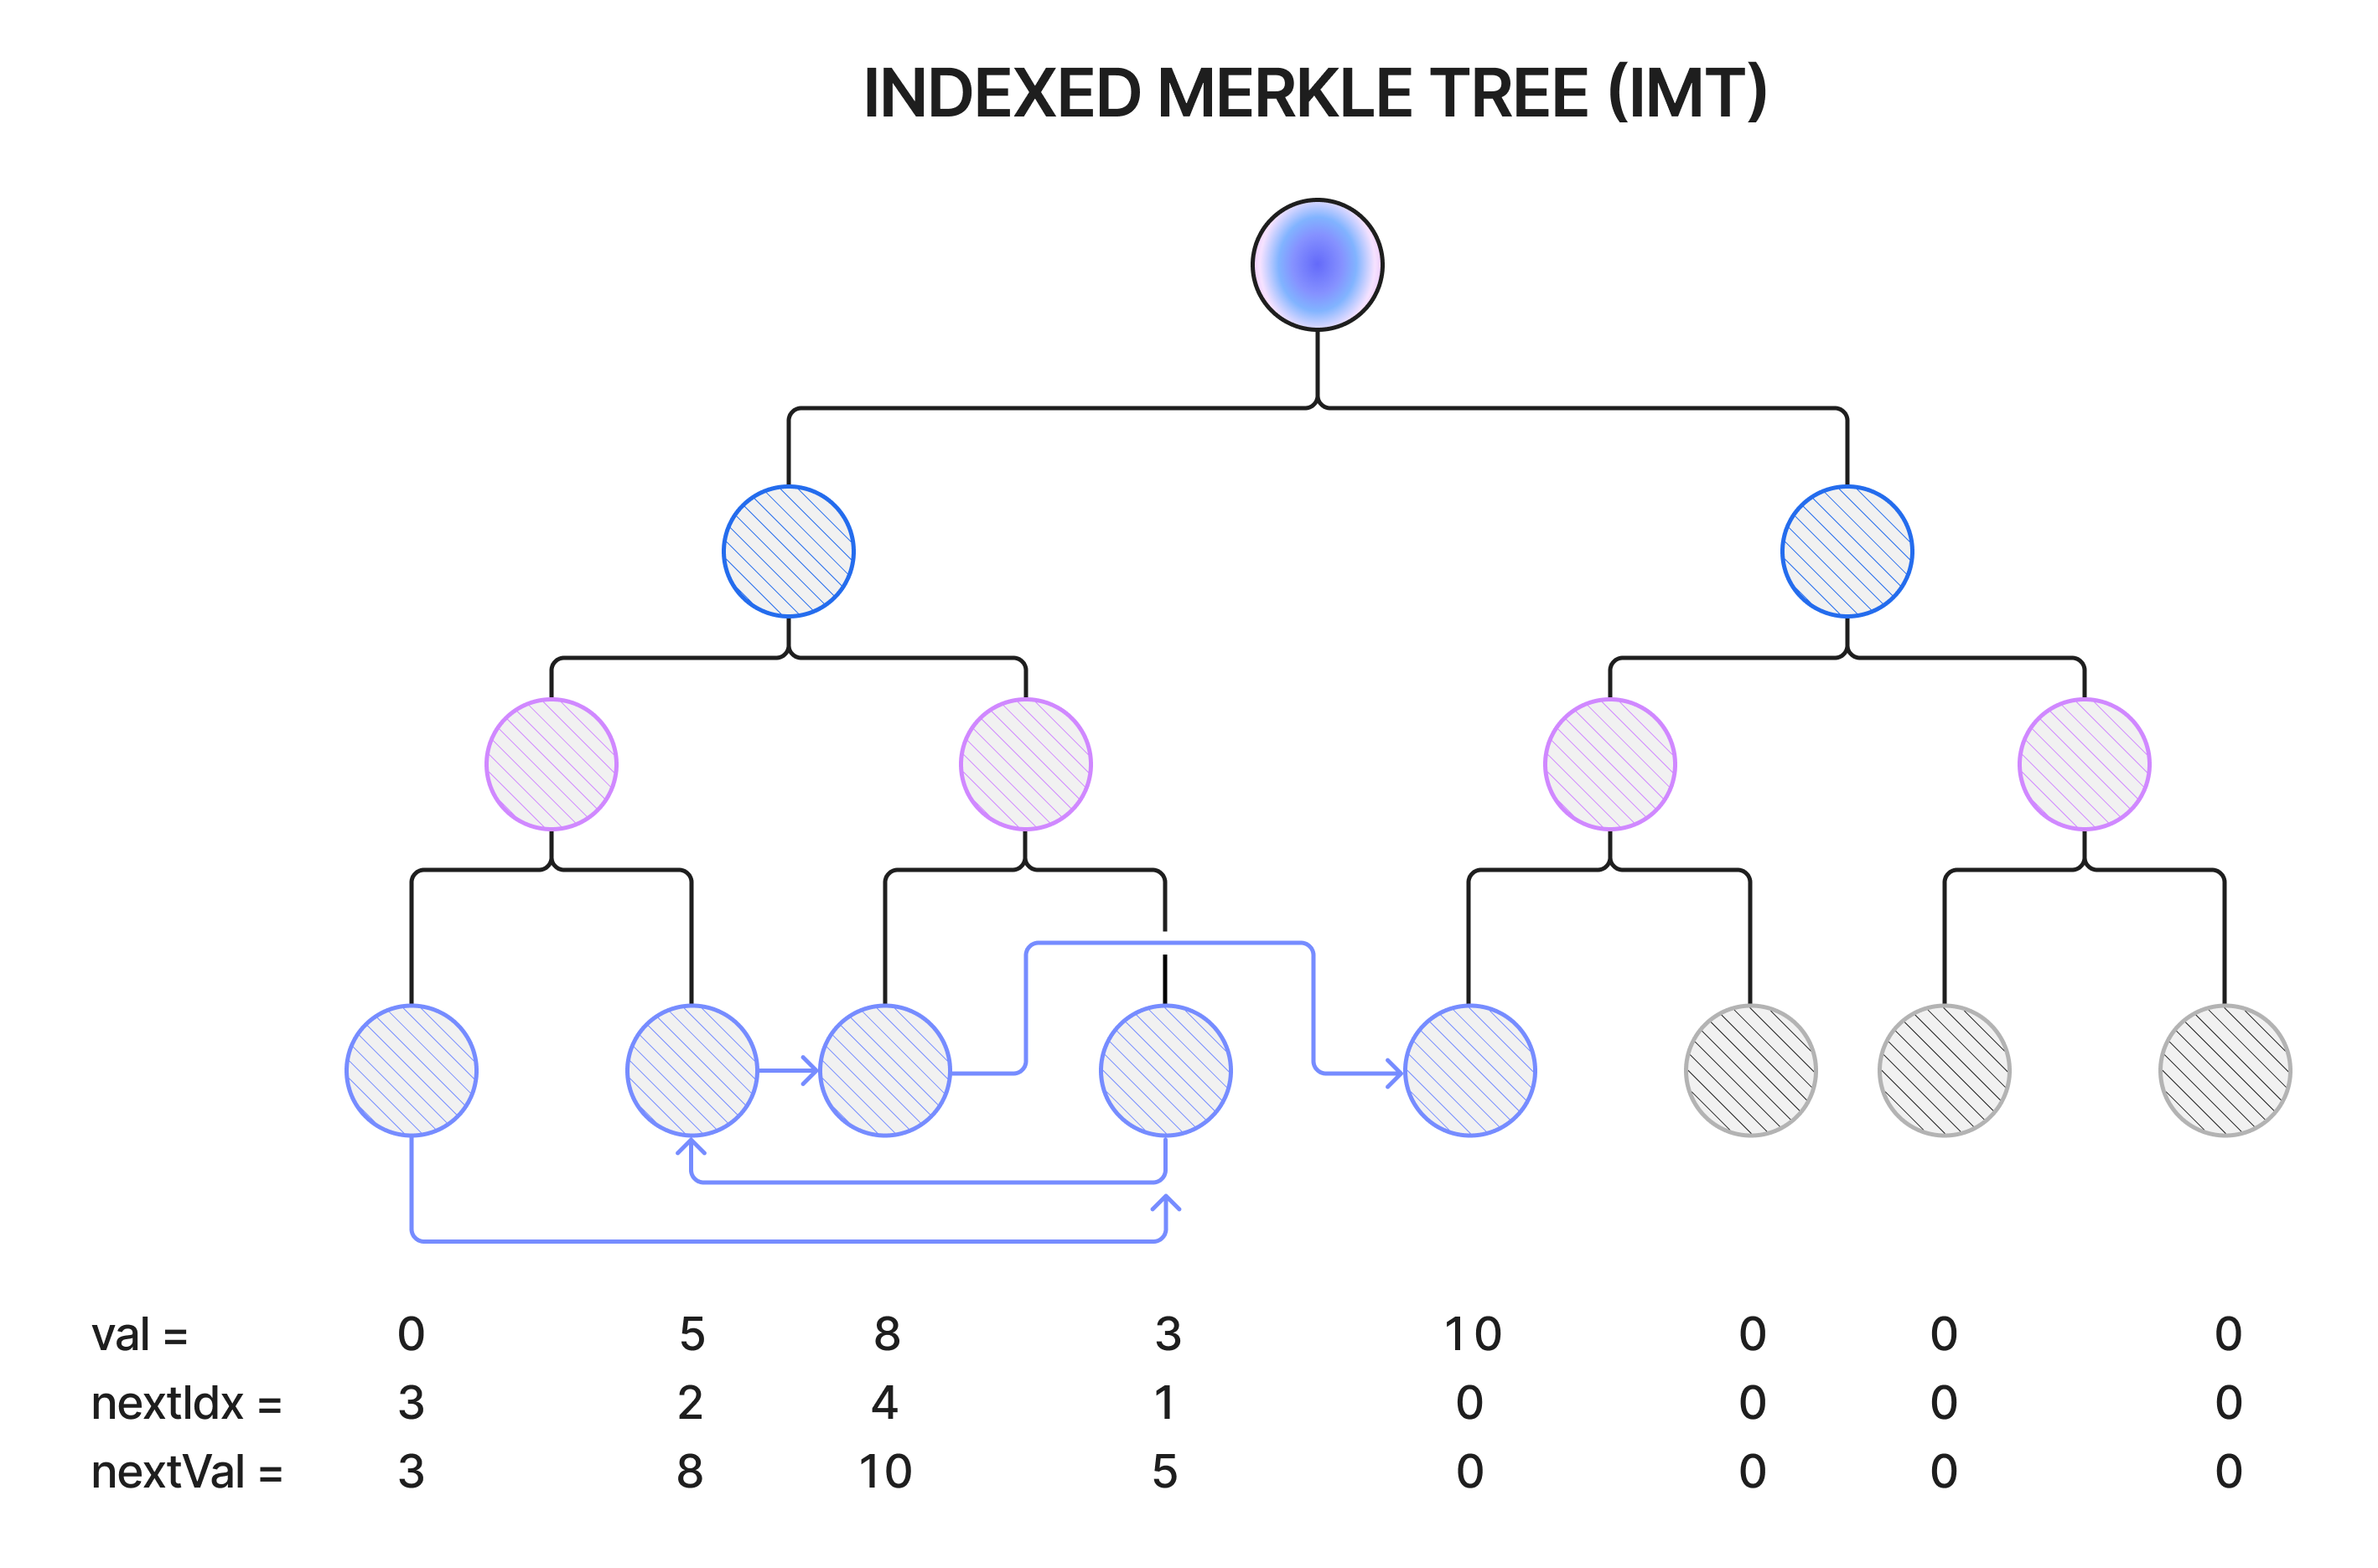 INDEXED MERKLE TREE (IMT)
val = 0 5 8 3 10 0 0 0
nextIdx = 3 2 4 1 0 0 0 0
nextVal = 3 8 10 5 0 0 0 0